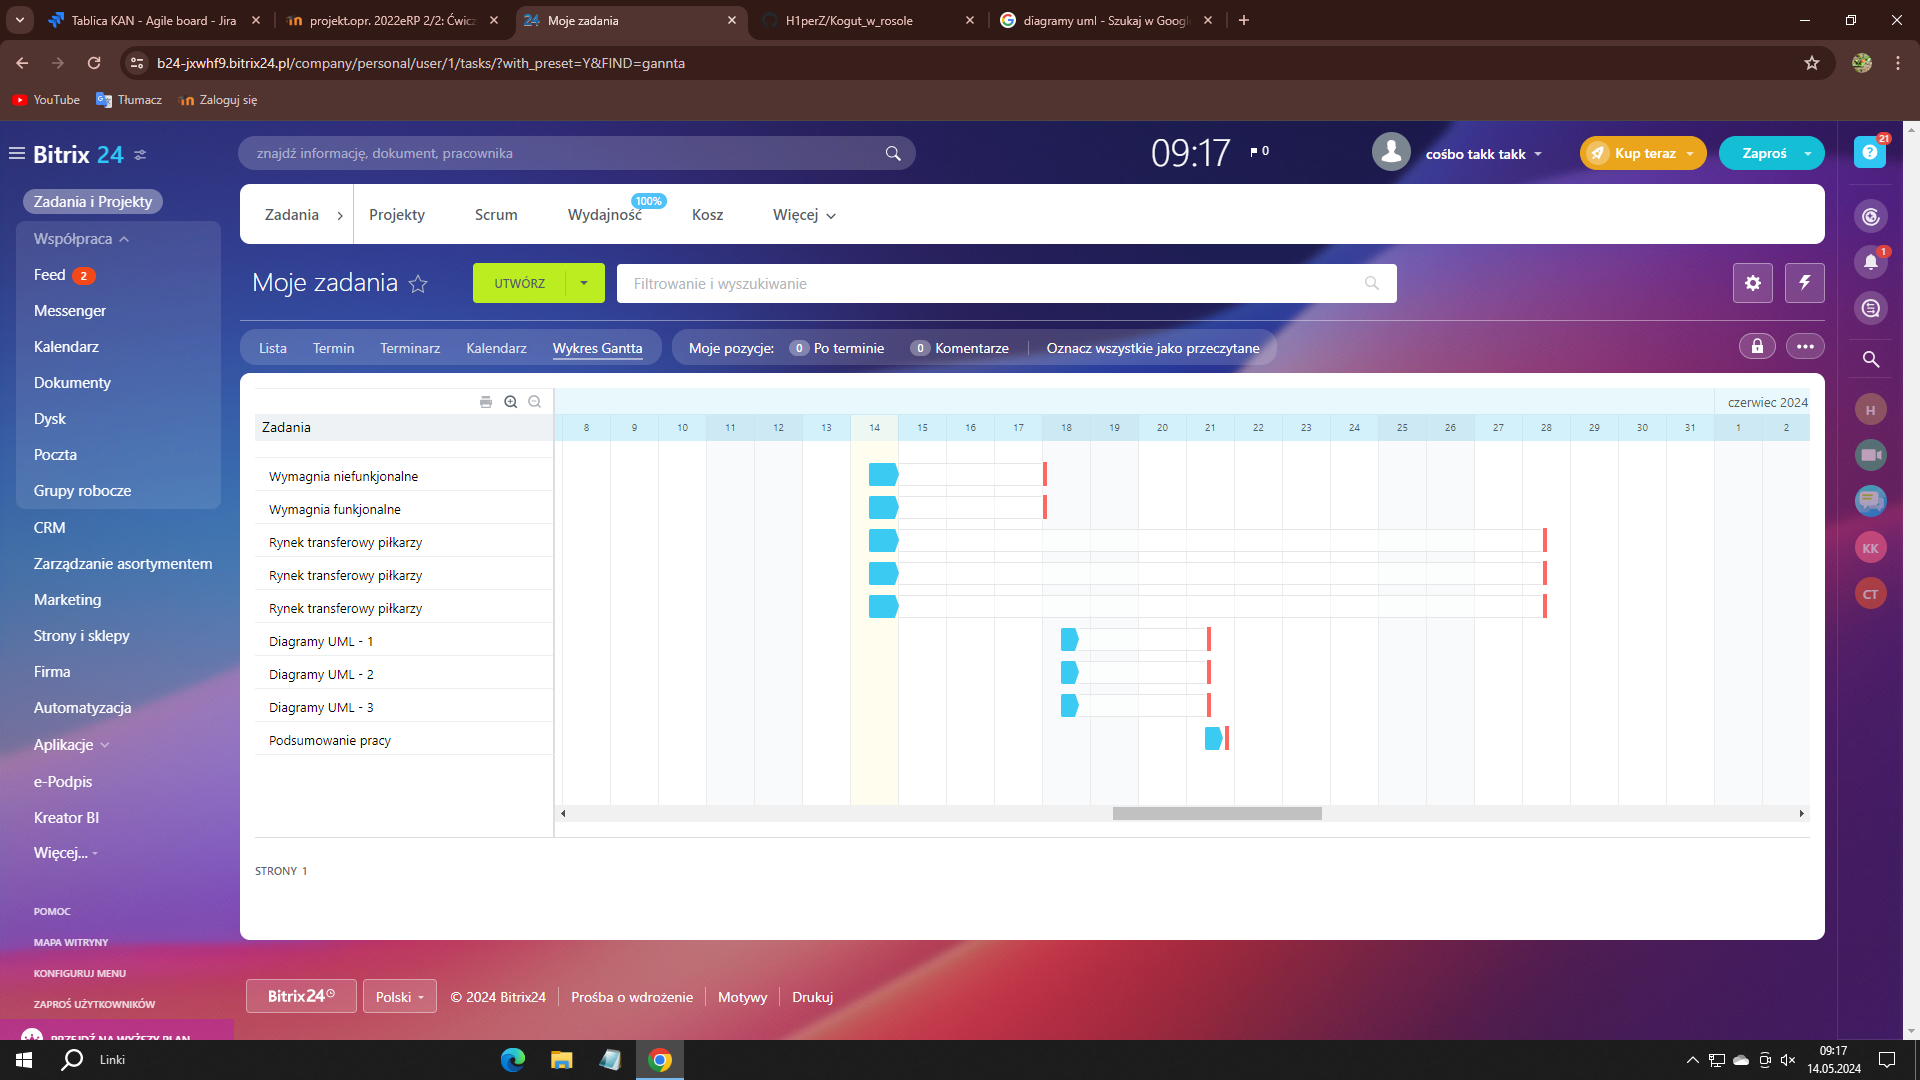 Tablica KAN - Agile board - Jira
projekt.opr. 2022eRP 2/2: Ćwicz
24 Moje zadania
H1perZ/Kogut_w_rosole
diagramy uml - Szukaj w Googl
b24-jxwhf9.bitrix24.pl/company/personal/user/1/tasks/?with_preset=Y&FIND=gannta
YouTube
Tłumacz
Zaloguj się
Bitrix 24
znajdź informację, dokument, pracownika
09:17
0
cośbo takk takk
Kup teraz
Zaproś
21
Zadania i Projekty
Współpraca
Feed 2
Messenger
Kalendarz
Dokumenty
Dysk
Poczta
Grupy robocze
CRM
Zarządzanie asortymentem
Marketing
Strony i sklepy
Firma
Automatyzacja
Aplikacje
e-Podpis
Kreator BI
Więcej...
POMOC
MAPA WITRYNY
KONFIGURUJ MENU
ZAPROŚ UŻYTKOWNIKÓW
PRZEJDŹ NA WYŻSZY PLAN
Zadania
Projekty
Scrum
Wydajność
100%
Kosz
Więcej
Moje zadania
UTWÓRZ
Filtrowanie i wyszukiwanie
Lista
Termin
Terminarz
Kalendarz
Wykres Gantta
Moje pozycje:
0 Po terminie
0 Komentarze
Oznacz wszystkie jako przeczytane
czerwiec 2024
Zadania
8 9 10 11 12 13 14 15 16 17 18 19 20 21 22 23 24 25 26 27 28 29 30 31 1 2
Wymagnia niefunkjonalne
Wymagnia funkjonalne
Rynek transferowy piłkarzy
Rynek transferowy piłkarzy
Rynek transferowy piłkarzy
Diagramy UML - 1
Diagramy UML - 2
Diagramy UML - 3
Podsumowanie pracy
STRONY 1
Bitrix24
Polski
© 2024 Bitrix24
Prośba o wdrożenie
Motywy
Drukuj
1
H
KK
CT
Linki
09:17
14.05.2024